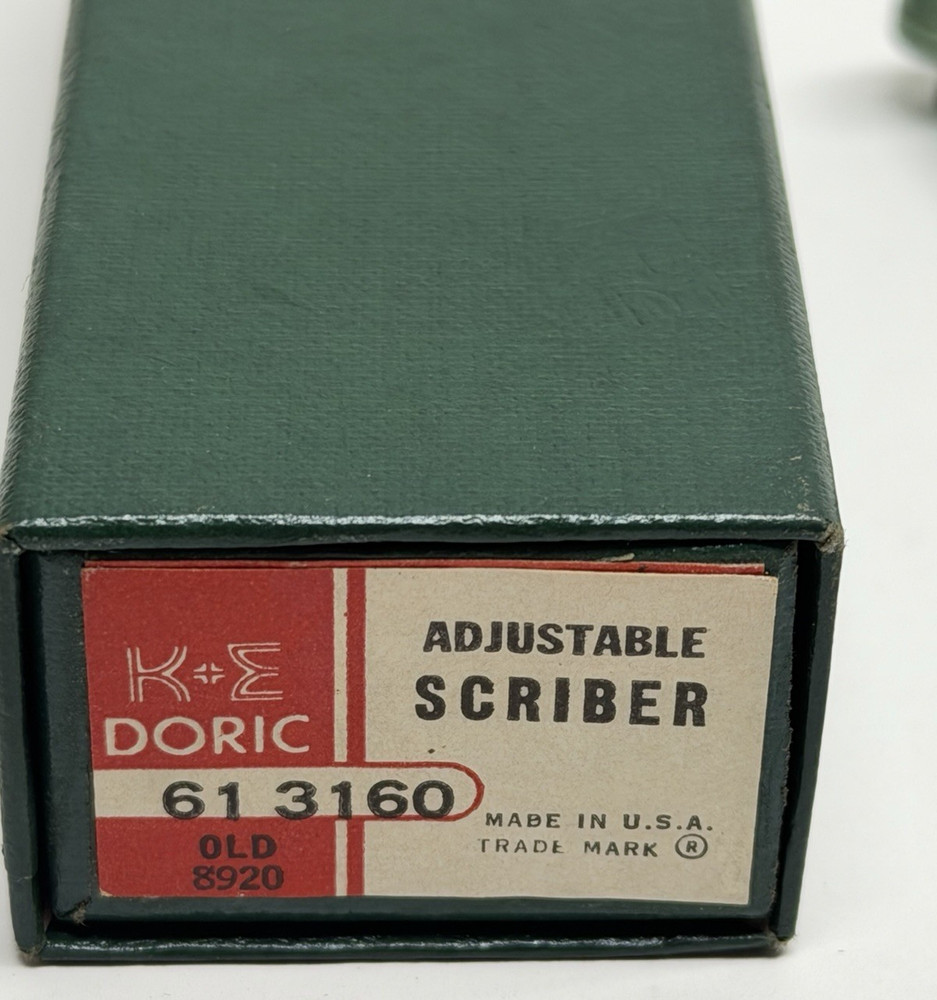 K+E
DORIC
61 3160
OLD
8920
ADJUSTABLE
SCRIBER
MADE IN U.S.A.
TRADE MARK ®